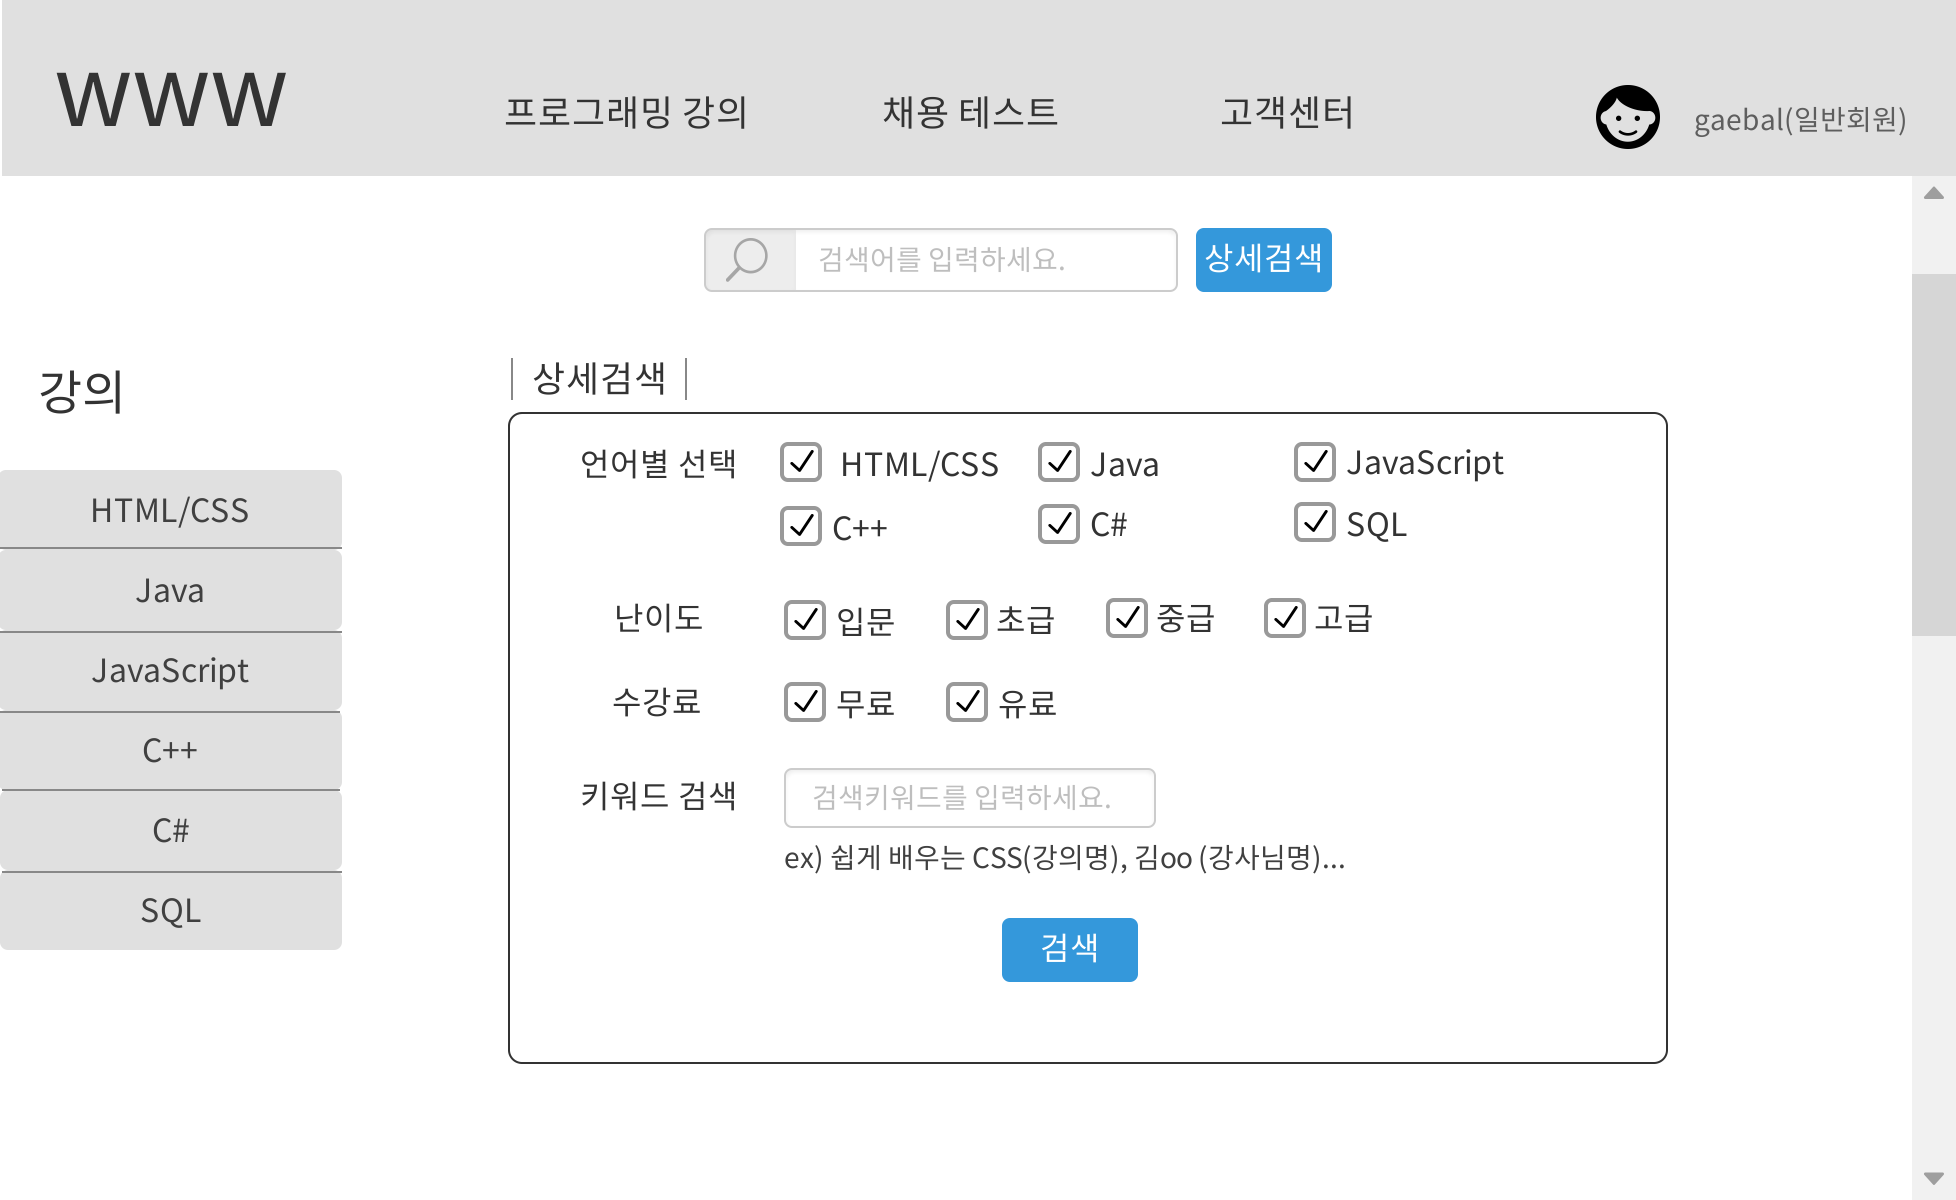 www
프로그래밍 강의 채용 테스트 고객센터 gaebal(일반회원)
검색어를 입력하세요. 상세검색
강의
HTML/CSS
Java
JavaScript
C++
C#
SQL
상세검색
언어별 선택 HTML/CSS Java JavaScript
C++ C# SQL
난이도 입문 초급 중급 고급
수강료 무료 유료
키워드 검색 검색키워드를 입력하세요.
ex) 쉽게 배우는 CSS(강의명), 김oo (강사님명)...
검색